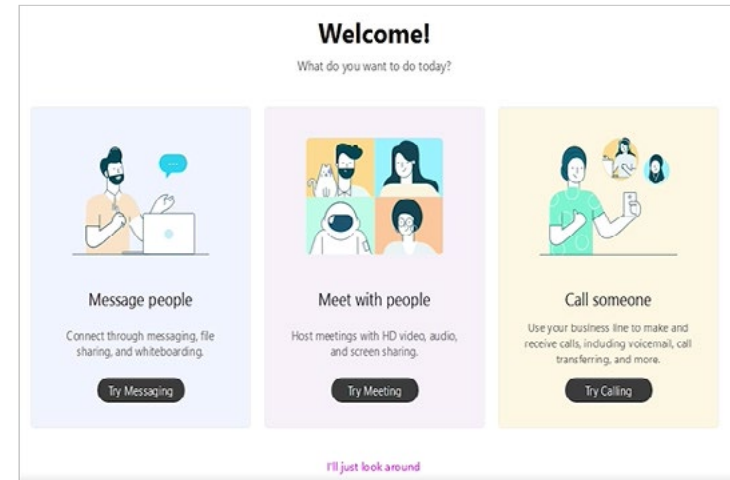 Welcome!
What do you want to do today?
Message people
Connect through messaging, file
sharing, and whiteboarding.
Try Messaging
Meet with people
Host meetings with HD video, audio,
and screen sharing.
Try Meeting
Call someone
Use your business line to make and
receive calls, including voicemail, call
transferring, and more.
Try Calling
I'll just look around